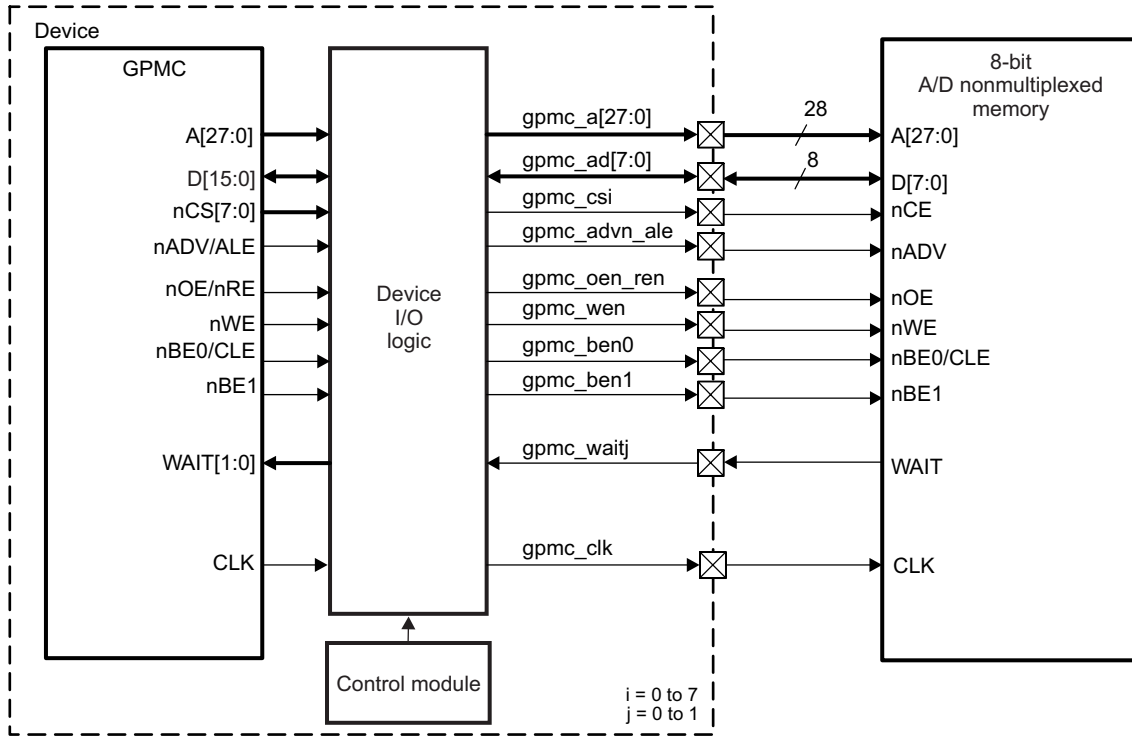 Device
GPMC
A[27:0]
D[15:0]
nCS[7:0]
nADV/ALE
nOE/nRE
nWE
nBE0/CLE
nBE1
WAIT[1:0]
CLK
Device
I/O
logic
Control module
gpmc_a[27:0]
gpmc_ad[7:0]
gpmc_csi
gpmc_advn_ale
gpmc_oen_ren
gpmc_wen
gpmc_ben0
gpmc_ben1
gpmc_waitj
gpmc_clk
i = 0 to 7
j = 0 to 1
28
8
8-bit
A/D nonmultiplexed
memory
A[27:0]
D[7:0]
nCE
nADV
nOE
nWE
nBE0/CLE
nBE1
WAIT
CLK